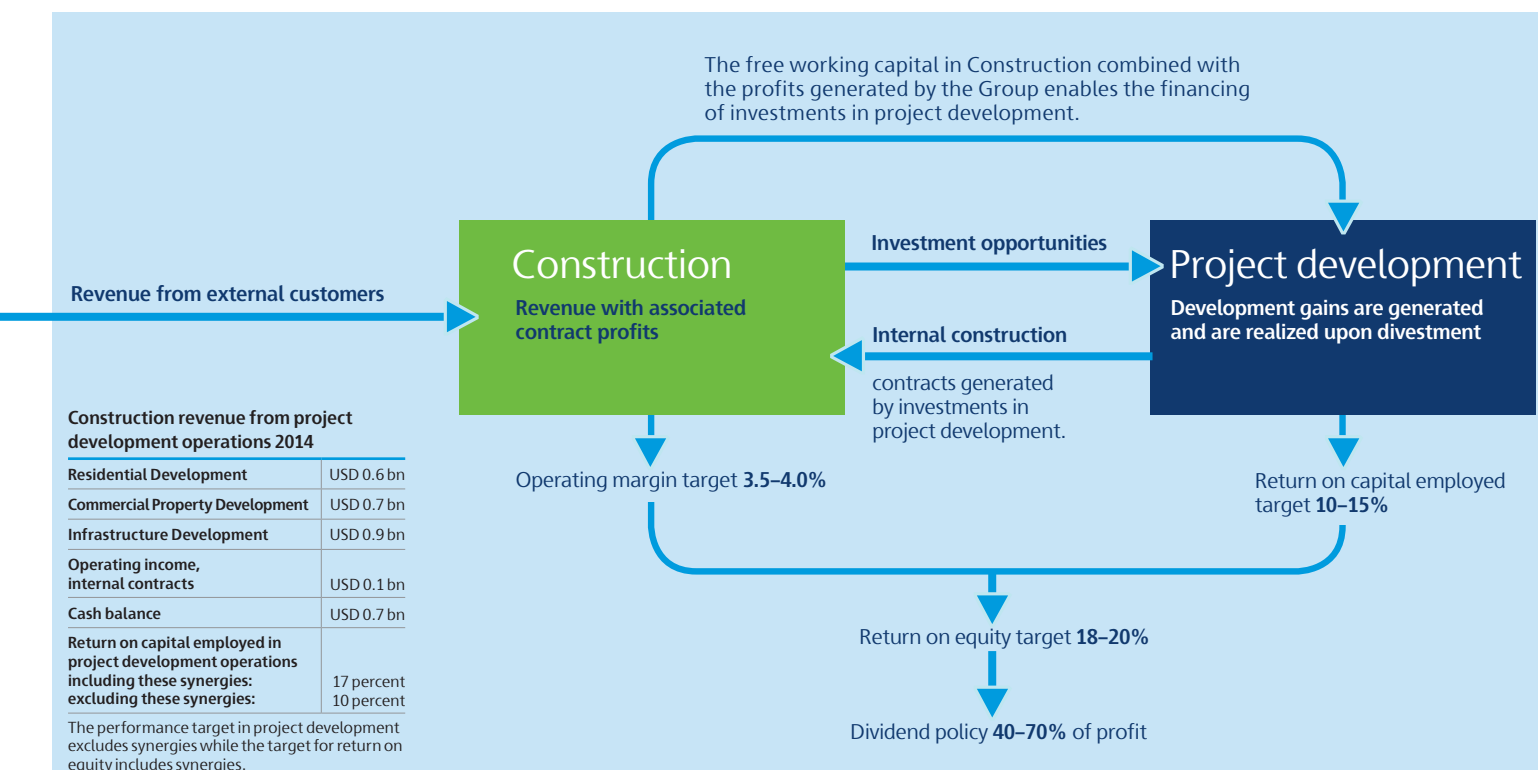 The free working capital in Construction combined with
the profits generated by the Group enables the financing
of investments in project development.
Revenue from external customers
Construction
Revenue with associated
contract profits
Investment opportunities
Internal construction
contracts generated
by investments in
project development.
Project development
Development gains are generated
and are realized upon divestment
Operating margin target 3.5–4.0%
Return on capital employed
target 10–15%
Return on equity target 18–20%
Dividend policy 40–70% of profit
Construction revenue from project
development operations 2014
Residential Development USD 0.6 bn
Commercial Property Development USD 0.7 bn
Infrastructure Development USD 0.9 bn
Operating income,
internal contracts USD 0.1 bn
Cash balance USD 0.7 bn
Return on capital employed in
project development operations
including these synergies: 17 percent
excluding these synergies: 10 percent
The performance target in project development
excludes synergies while the target for return on
equity includes synergies.